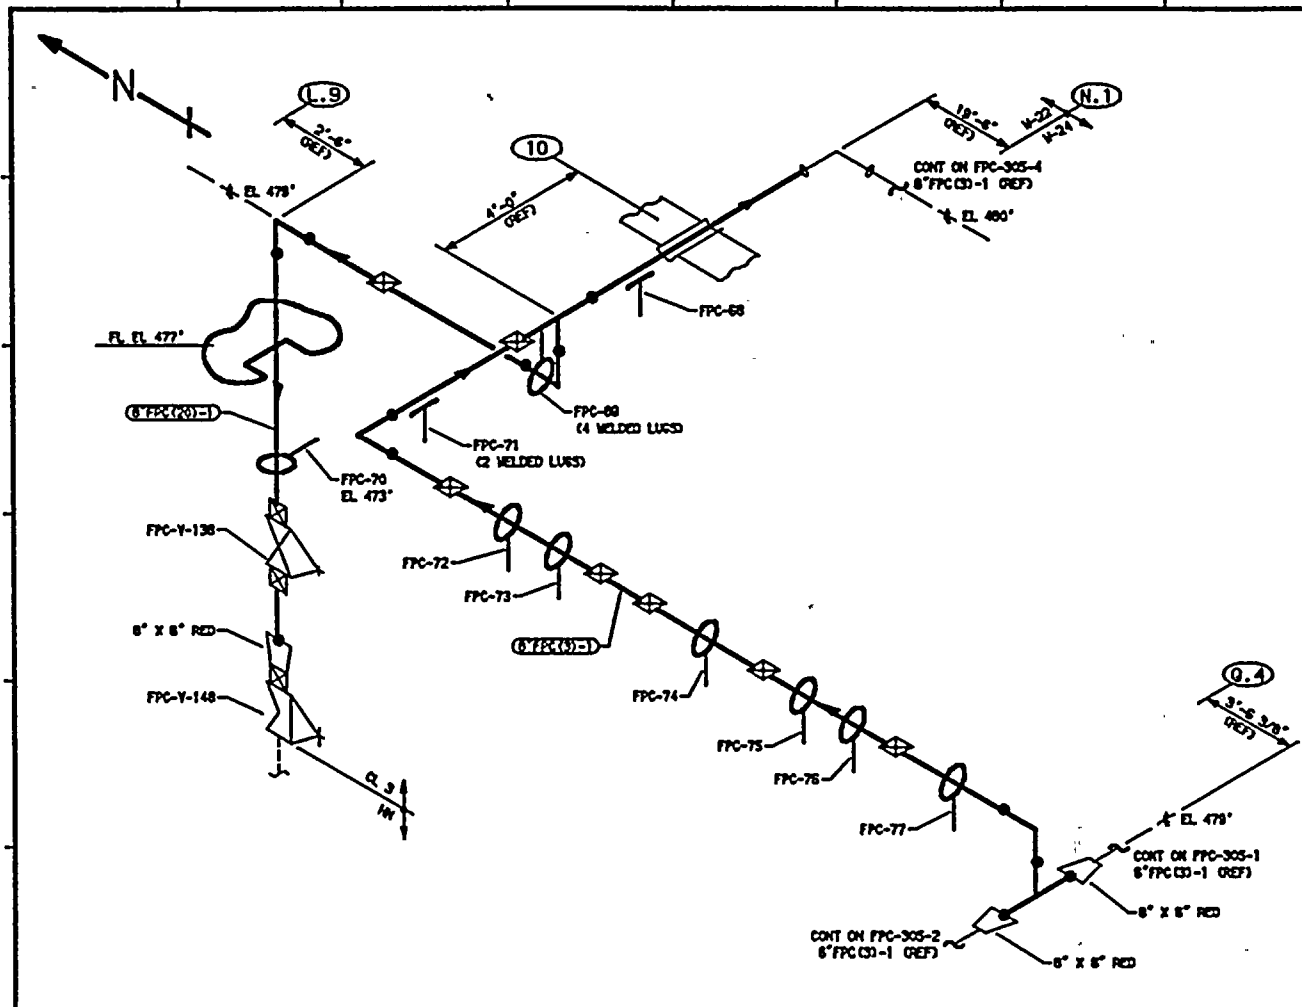 N
L.9
2'-6"
(REF)
10
4'-0"
(REF)
19'-6"
(REF)
N.1
M-22
M-24
CONT ON FPC-305-4
8"FPC(3)-1 (REF)
EL 480'
EL 479'
FPC-68
FL EL 477'
8"FPC(20)-1
FPC-69
(4 WELDED LUGS)
FPC-71
(2 WELDED LUGS)
FPC-70
EL 473'
FPC-V-138
FPC-72
FPC-73
8" X 6" RED
8"FPC(3)-1
FPC-V-148
FPC-74
Q.4
3'-6 3/8"
(REF)
FPC-75
FPC-76
CL 3
FPC-77
EL 479'
CONT ON FPC-305-1
6"FPC(3)-1 (REF)
8" X 6" RED
CONT ON FPC-305-2
6"FPC(3)-1 (REF)
8" X 6" RED